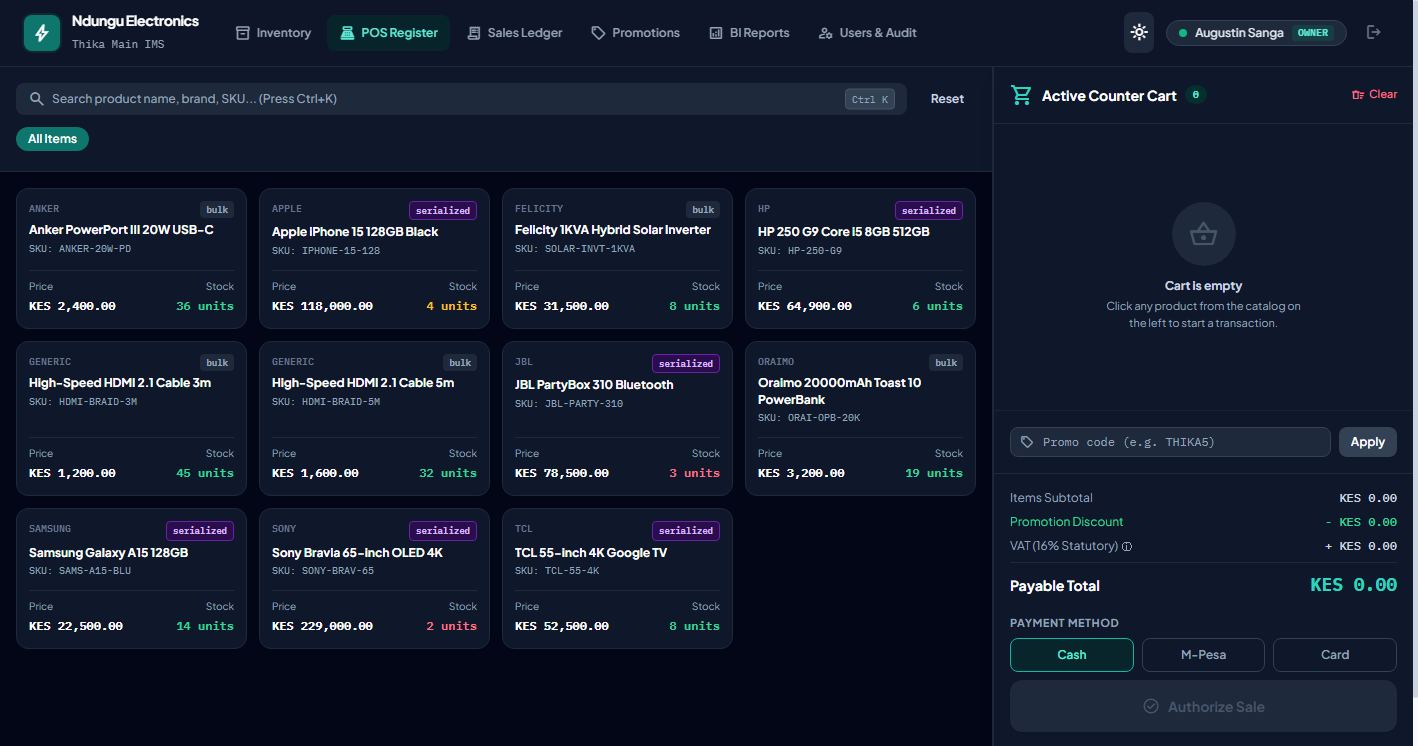 Ndungu Electronics
Thika Main IMS
Inventory
POS Register
Sales Ledger
Promotions
BI Reports
Users & Audit
Augustin Sanga OWNER
Search product name, brand, SKU... (Press Ctrl+K)
Ctrl K
Reset
All Items
ANKER bulk
Anker PowerPort III 20W USB-C
SKU: ANKER-20W-PD
Price Stock
KES 2,400.00 36 units
APPLE serialized
Apple iPhone 15 128GB Black
SKU: IPHONE-15-128
Price Stock
KES 118,000.00 4 units
FELICITY bulk
Felicity 1KVA Hybrid Solar Inverter
SKU: SOLAR-INVT-1KVA
Price Stock
KES 31,500.00 8 units
HP serialized
HP 250 G9 Core i5 8GB 512GB
SKU: HP-250-G9
Price Stock
KES 64,900.00 6 units
GENERIC bulk
High-Speed HDMI 2.1 Cable 3m
SKU: HDMI-BRAID-3M
Price Stock
KES 1,200.00 45 units
GENERIC bulk
High-Speed HDMI 2.1 Cable 5m
SKU: HDMI-BRAID-5M
Price Stock
KES 1,600.00 32 units
JBL serialized
JBL PartyBox 310 Bluetooth
SKU: JBL-PARTY-310
Price Stock
KES 78,500.00 3 units
ORAIMO bulk
Oraimo 20000mAh Toast 10
PowerBank
SKU: ORAI-OPB-20K
Price Stock
KES 3,200.00 19 units
SAMSUNG serialized
Samsung Galaxy A15 128GB
SKU: SAMS-A15-BLU
Price Stock
KES 22,500.00 14 units
SONY serialized
Sony Bravia 65-Inch OLED 4K
SKU: SONY-BRAV-65
Price Stock
KES 229,000.00 2 units
TCL serialized
TCL 55-Inch 4K Google TV
SKU: TCL-55-4K
Price Stock
KES 52,500.00 8 units
Active Counter Cart 0
Clear
Cart is empty
Click any product from the catalog on
the left to start a transaction.
Promo code (e.g. THIKA5)
Apply
Items Subtotal KES 0.00
Promotion Discount - KES 0.00
VAT (16% Statutory) + KES 0.00
Payable Total KES 0.00
PAYMENT METHOD
Cash
M-Pesa
Card
Authorize Sale